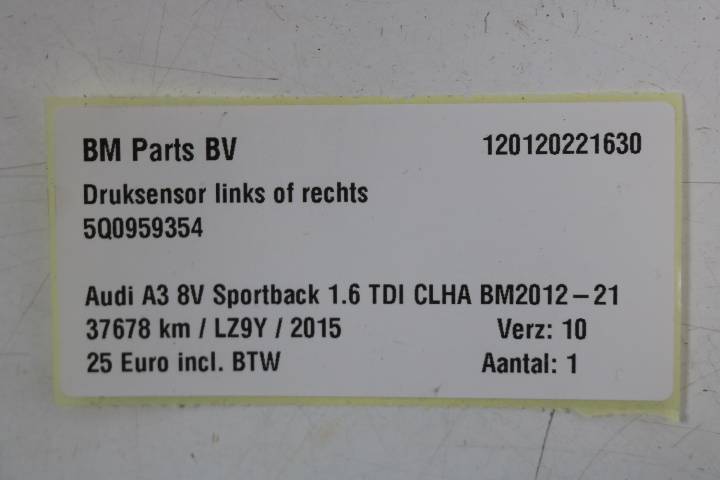 BM Parts BV 120120221630
Druksensor links of rechts
5Q0959354
Audi A3 8V Sportback 1.6 TDI CLHA BM2012-21
37678 km / LZ9Y / 2015 Verz: 10
25 Euro incl. BTW Aantal: 1